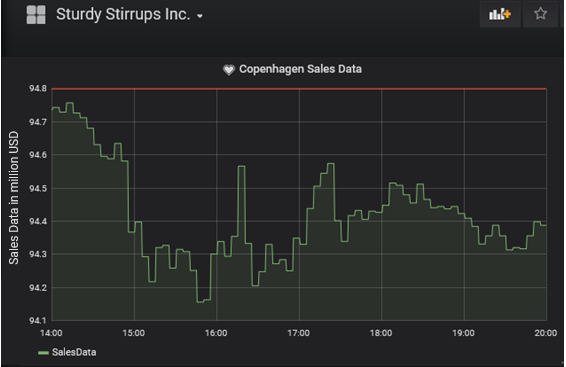 Sturdy Stirrups Inc.
Copenhagen Sales Data
Sales Data in million USD
94.8
94.7
94.6
94.5
94.4
94.3
94.2
94.1
14:00 15:00 16:00 17:00 18:00 19:00 20:00
SalesData